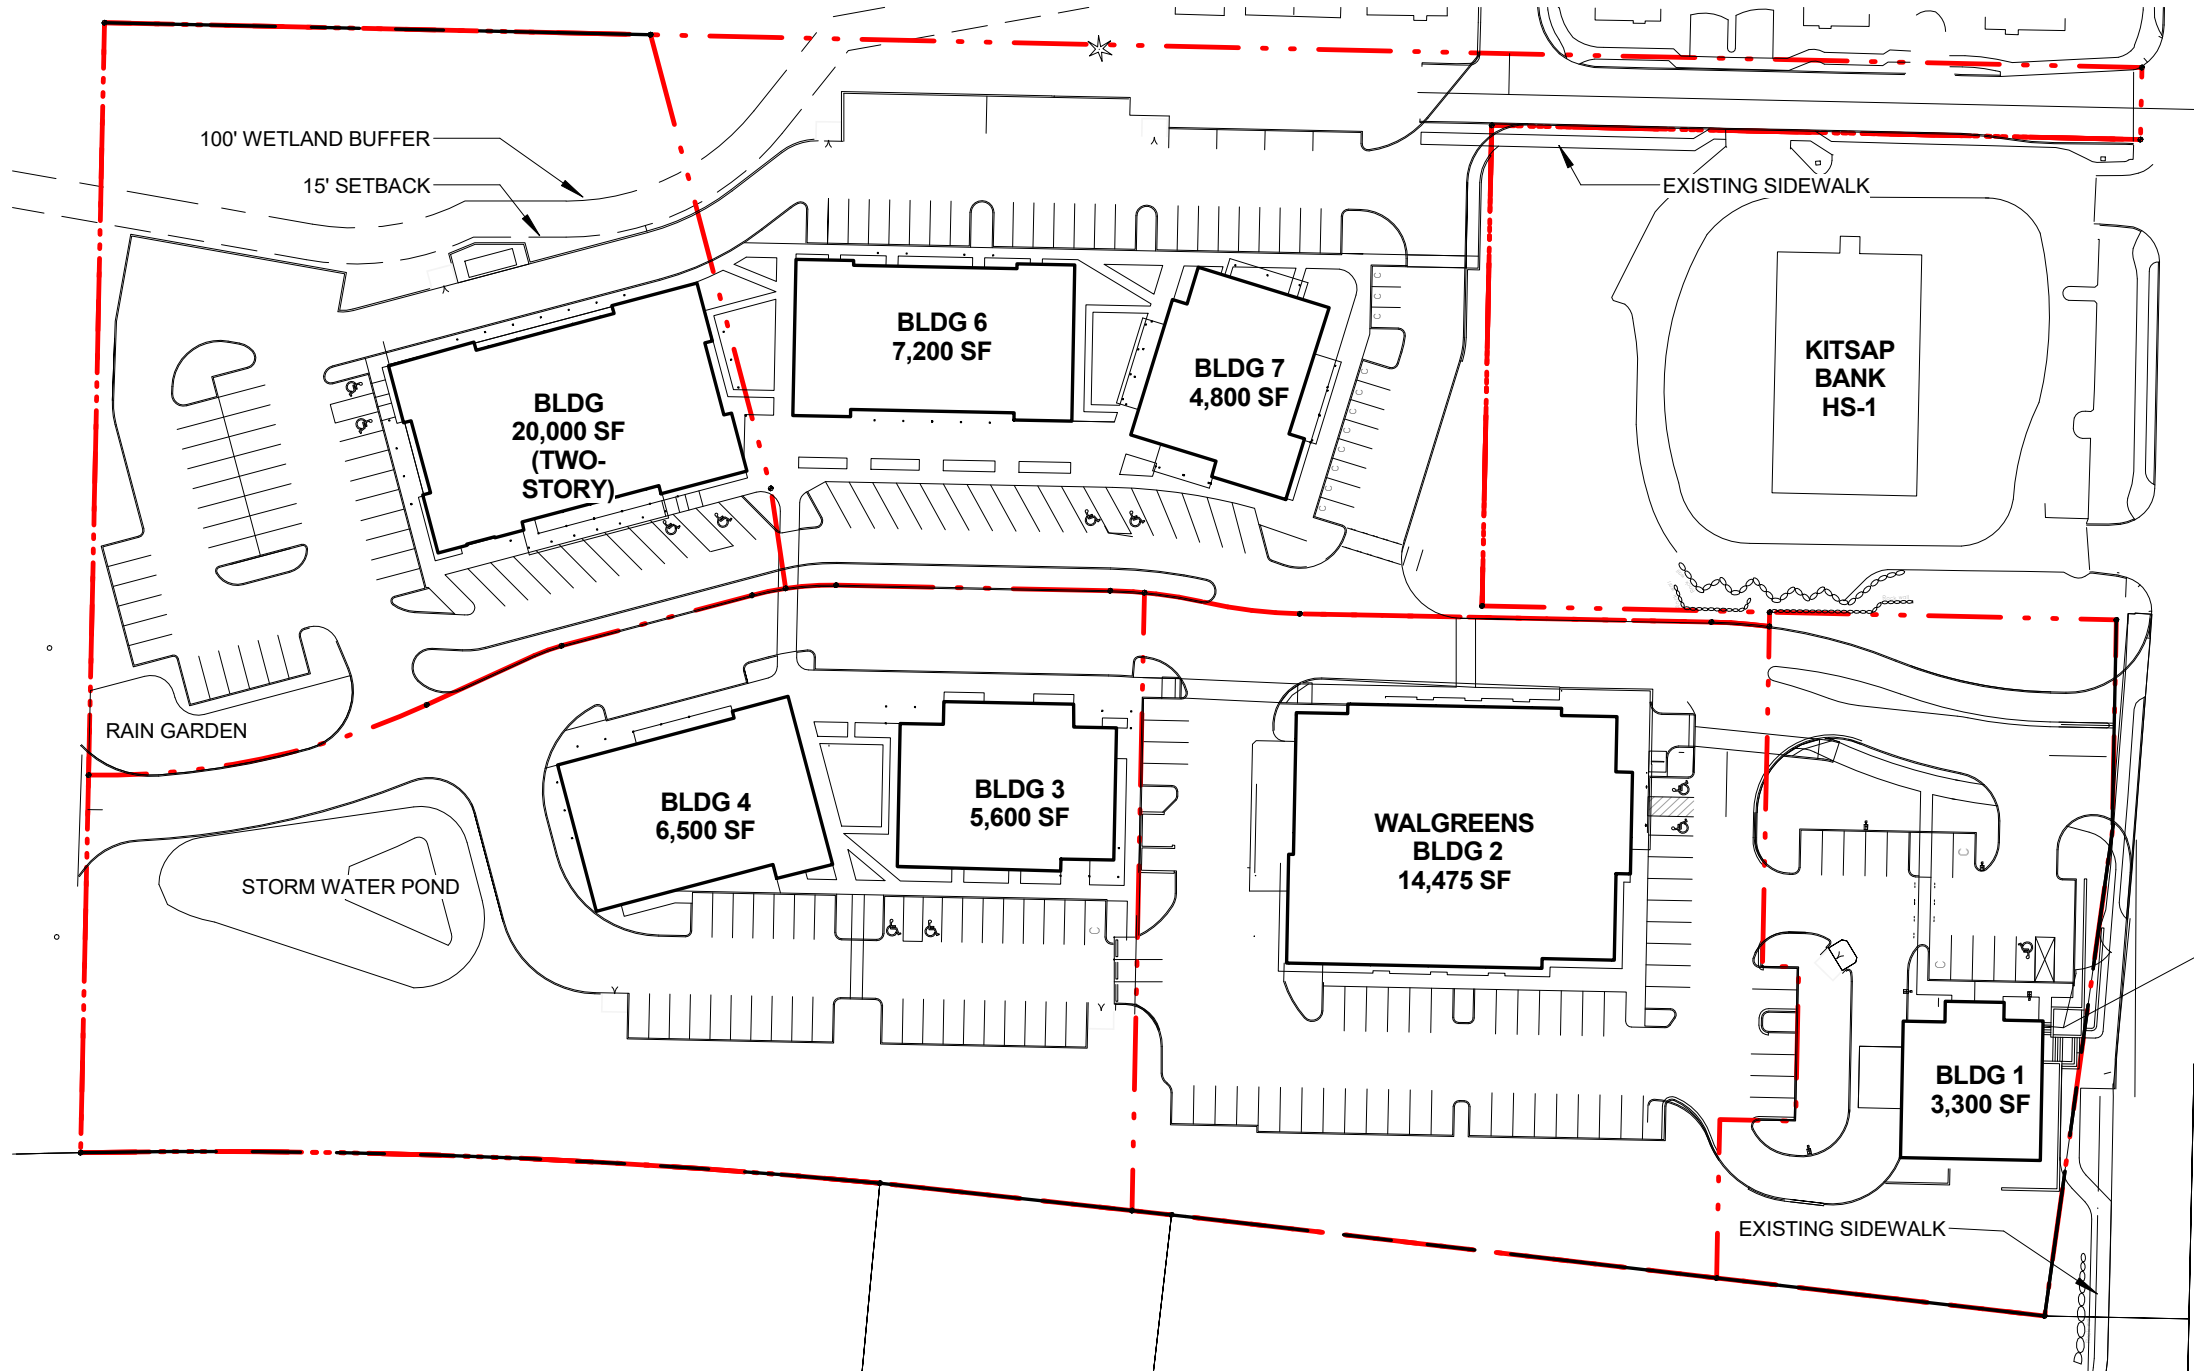 100' WETLAND BUFFER
15' SETBACK
EXISTING SIDEWALK
BLDG 6
7,200 SF
BLDG 7
4,800 SF
KITSAP
BANK
HS-1
BLDG
20,000 SF
(TWO-
STORY)
RAIN GARDEN
BLDG 4
6,500 SF
BLDG 3
5,600 SF
WALGREENS
BLDG 2
14,475 SF
STORM WATER POND
BLDG 1
3,300 SF
EXISTING SIDEWALK